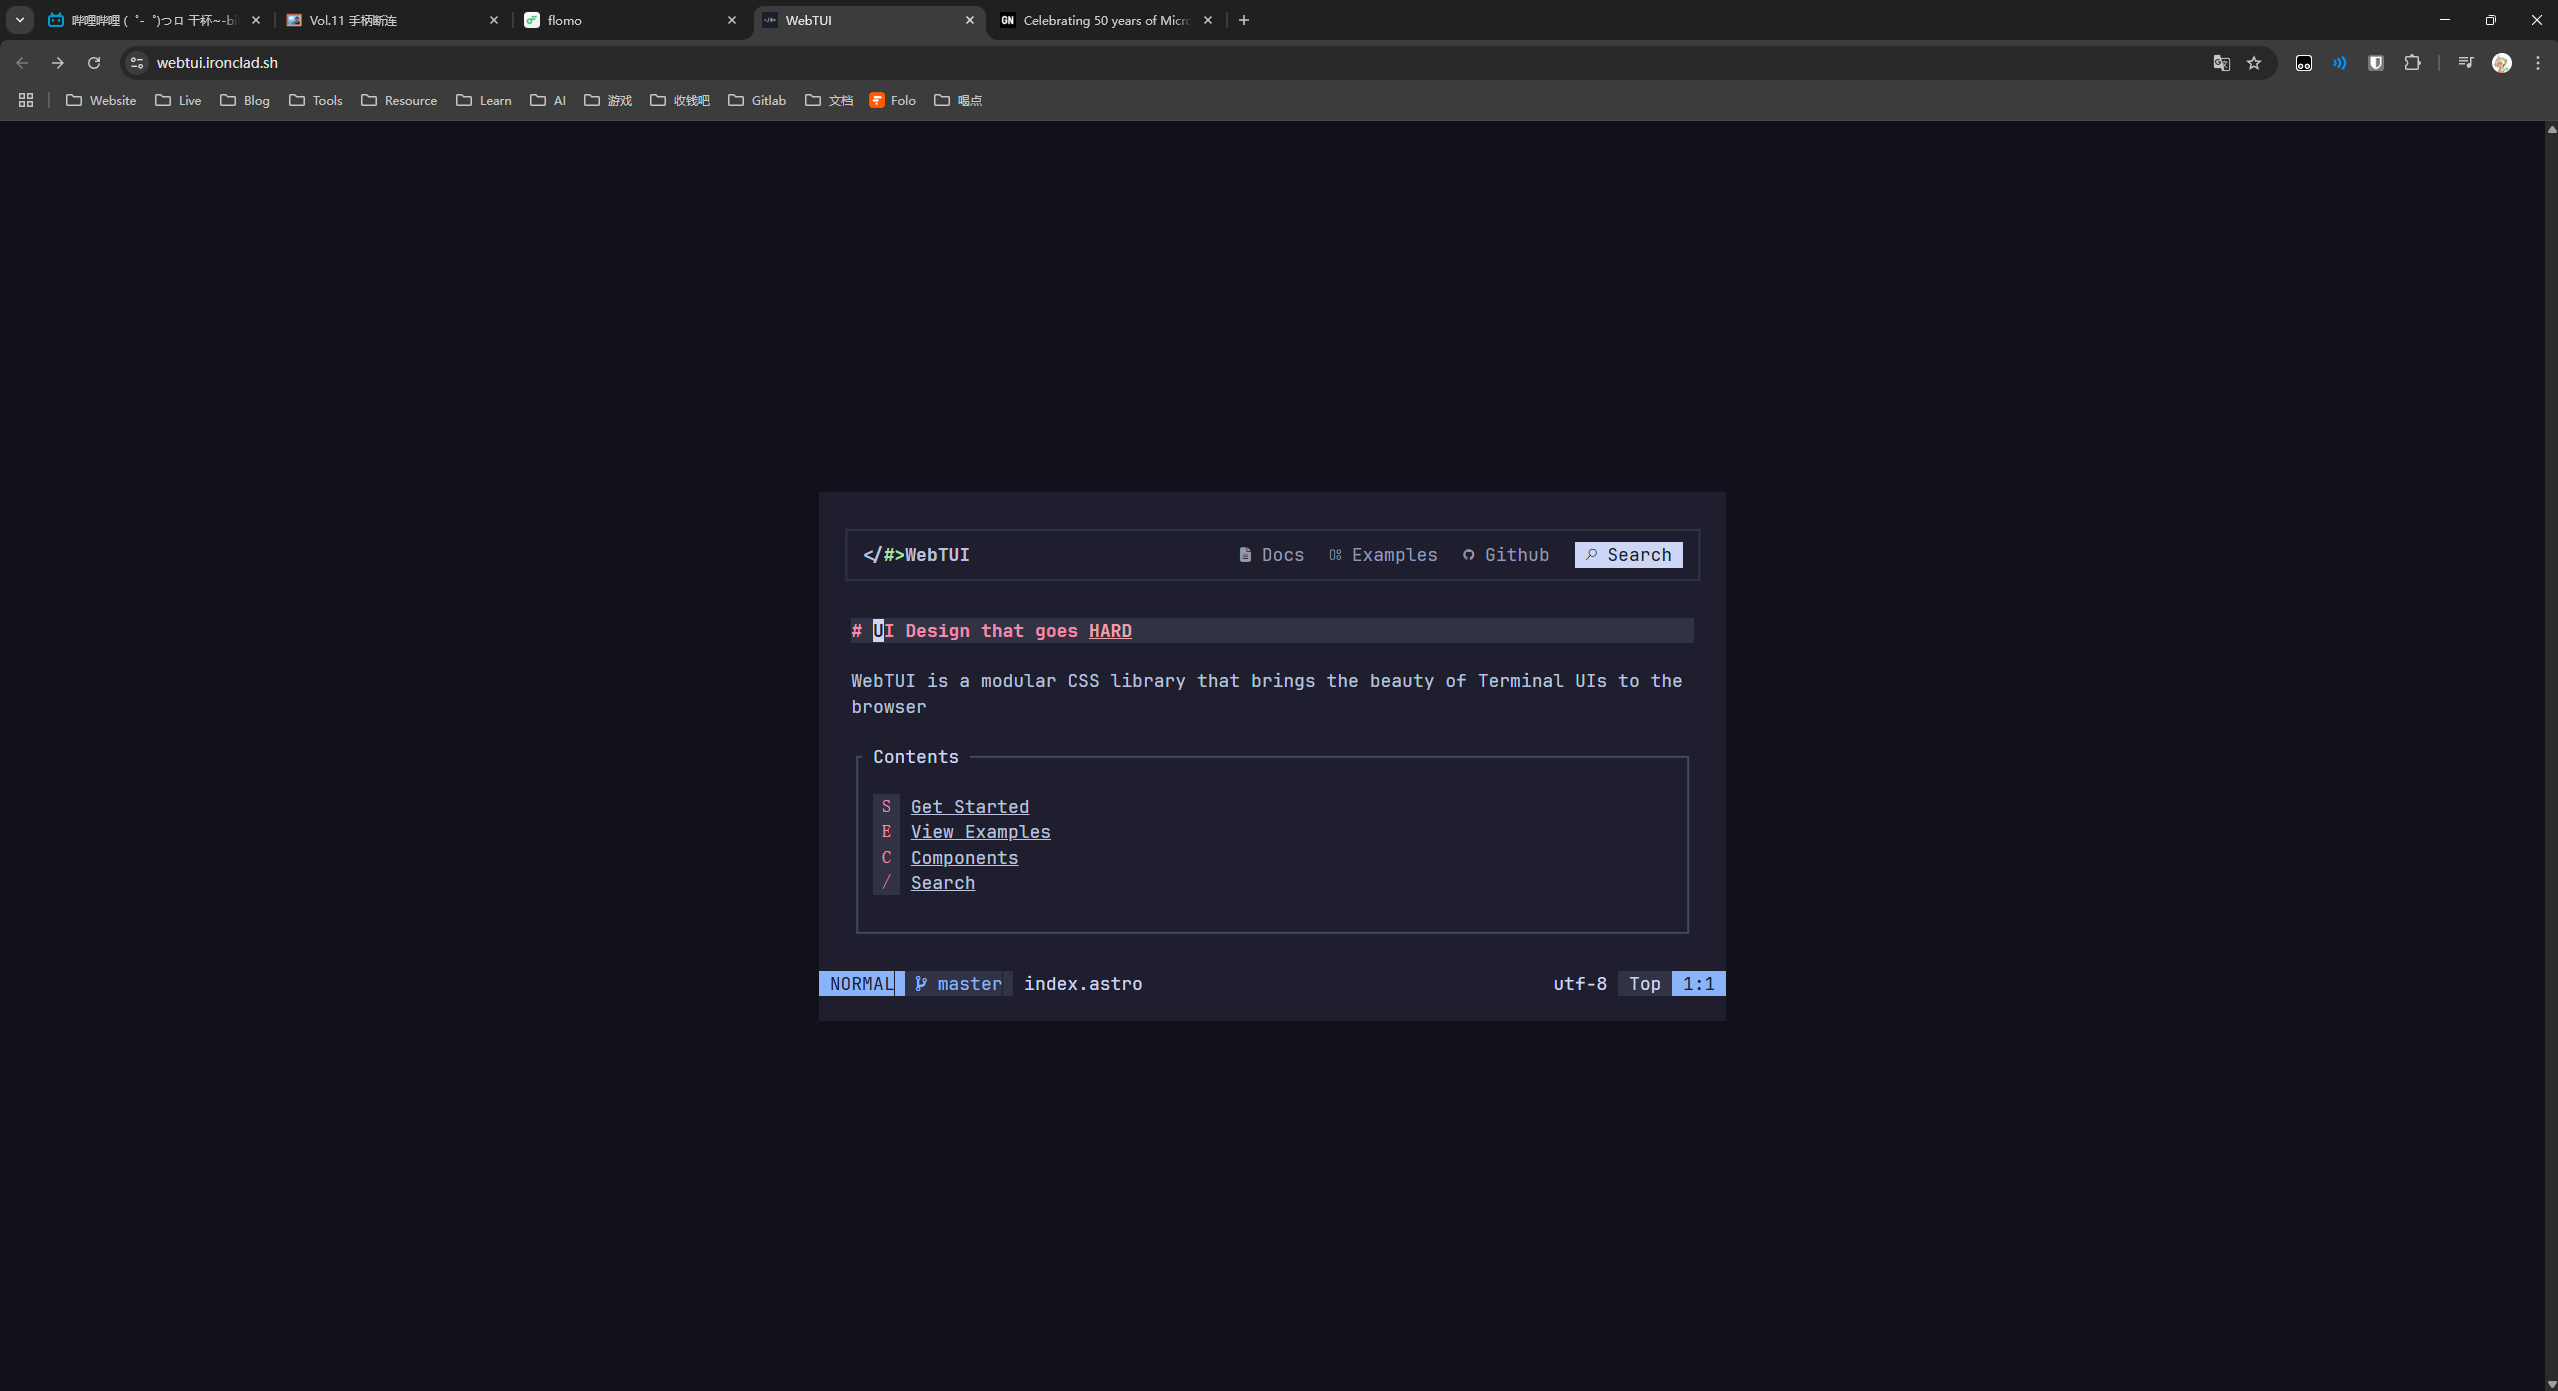 哔哩哔哩 (゜-゜)つロ 干杯~-bi
Vol.11 手柄断连
flomo
WebTUI
GN Celebrating 50 years of Micr
webtui.ironclad.sh
Website Live Blog Tools Resource Learn AI 游戏 收钱吧 Gitlab 文档 Folo 喝点
</#>WebTUI Docs Examples Github Search
# UI Design that goes HARD
WebTUI is a modular CSS library that brings the beauty of Terminal UIs to the
browser
Contents
S Get Started
E View Examples
C Components
/ Search
NORMAL master index.astro utf-8 Top 1:1